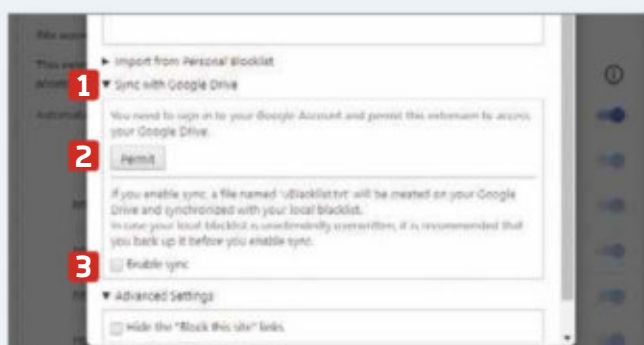 Import from Personal Blocklist
1
Sync with Google Drive
You need to sign in to your Google Account and permit this extension to access
your Google Drive.
2
Permit
If you enable sync, a file named 'uBlacklist.txt' will be created on your Google
Drive and synchronized with your local blacklist.
In case your local blacklist is unintendedly overwritten, it is recommended that
you back up it before you enable sync.
3
Enable sync
Advanced Settings
Hide the "Block this site" links